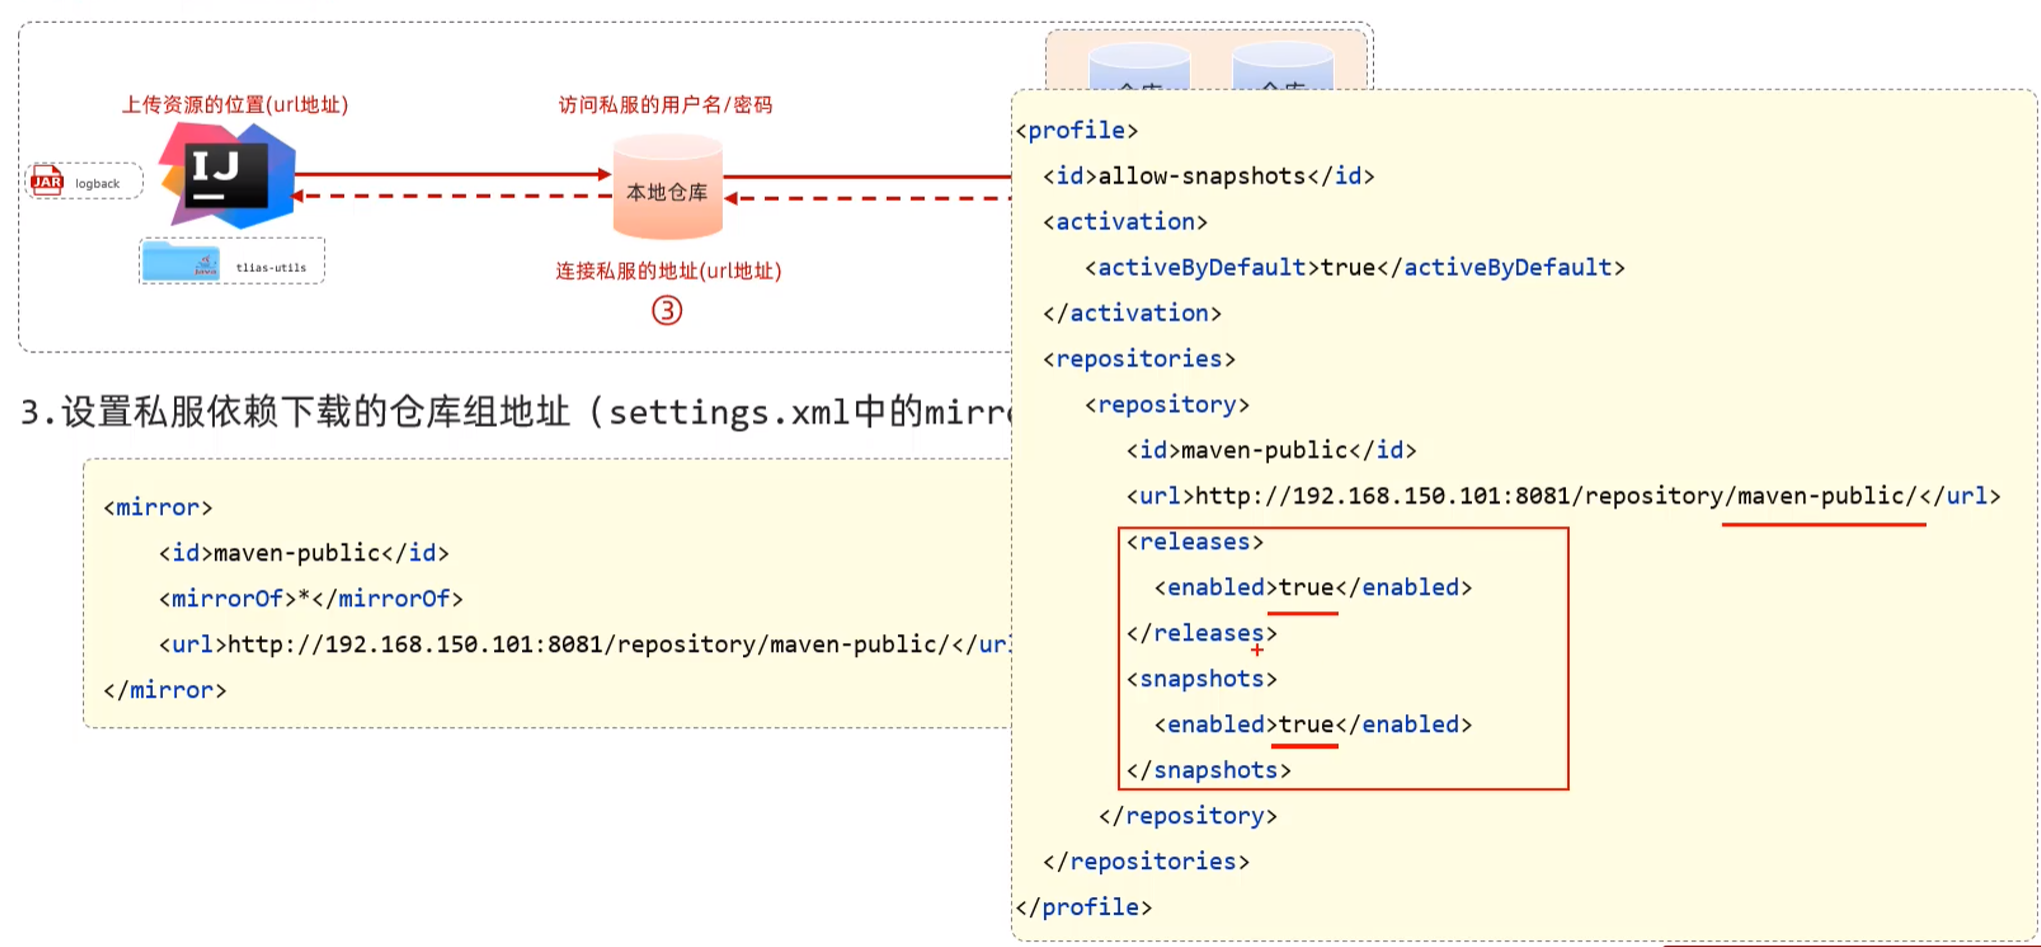 上传资源的位置(url地址)
访问私服的用户名/密码
IJ
JAR logback
本地仓库
java tlias-utils
连接私服的地址(url地址)
③
3.设置私服依赖下载的仓库组地址（settings.xml中的mirr
<mirror>
<id>maven-public</id>
<mirrorOf>*</mirrorOf>
<url>http://192.168.150.101:8081/repository/maven-public/</ur
</mirror>
仓库 仓库
<profile>
<id>allow-snapshots</id>
<activation>
<activeByDefault>true</activeByDefault>
</activation>
<repositories>
<repository>
<id>maven-public</id>
<url>http://192.168.150.101:8081/repository/maven-public/</url>
<releases>
<enabled>true</enabled>
</releases>
<snapshots>
<enabled>true</enabled>
</snapshots>
</repository>
</repositories>
</profile>